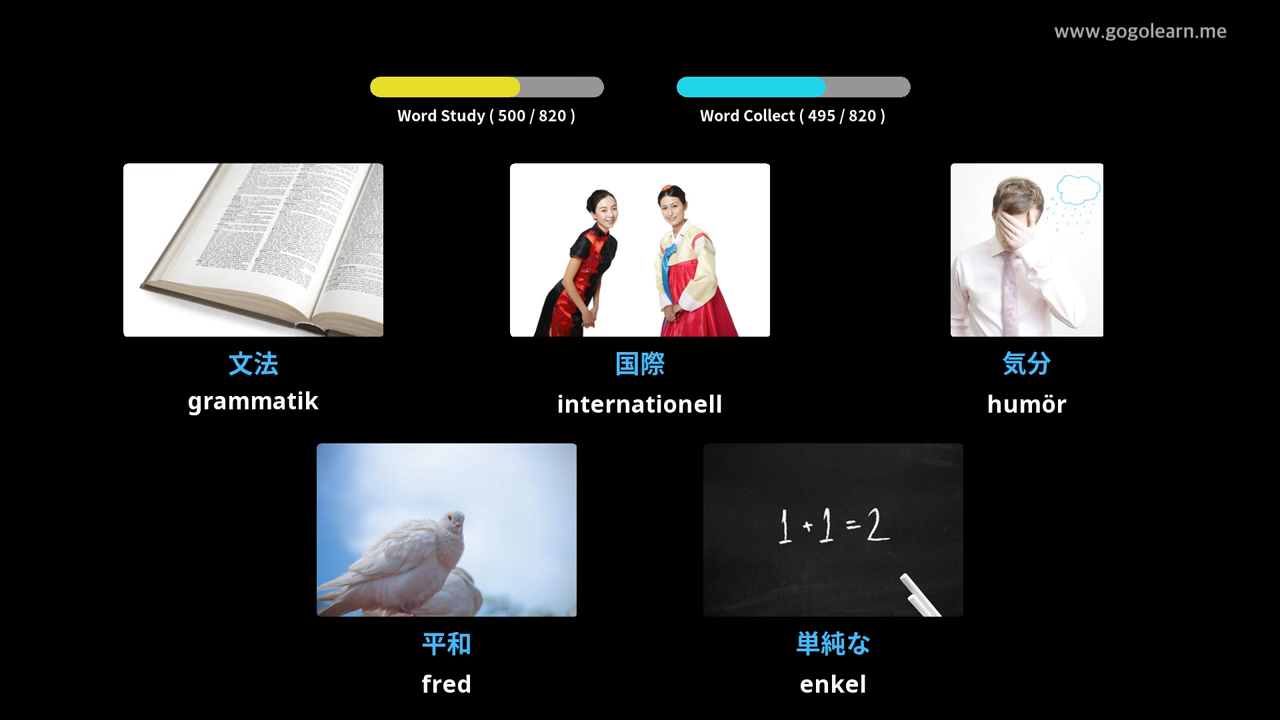 www.gogolearn.me
Word Study ( 500 / 820 )
Word Collect ( 495 / 820 )
文法
国際
気分
grammatik
internationell
humör
1 + 1 = 2
平和
単純な
fred
enkel